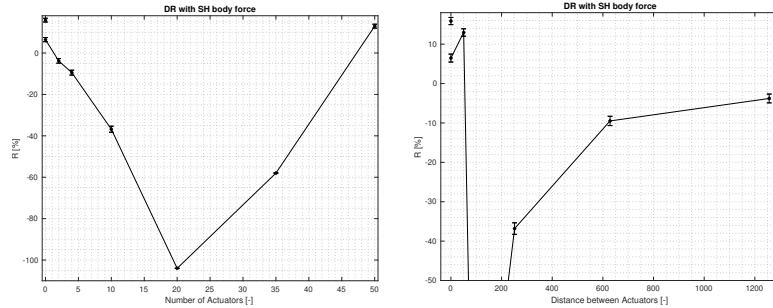 DR with SH body force
0
-20
-40
-60
-80
-100
R [%]
0 5 10 15 20 25 30 35 40 45 50
Number of Actuators [-]
DR with SH body force
10
0
-10
-20
-30
-40
-50
R [%]
0 200 400 600 800 1000 1200
Distance between Actuators [-]